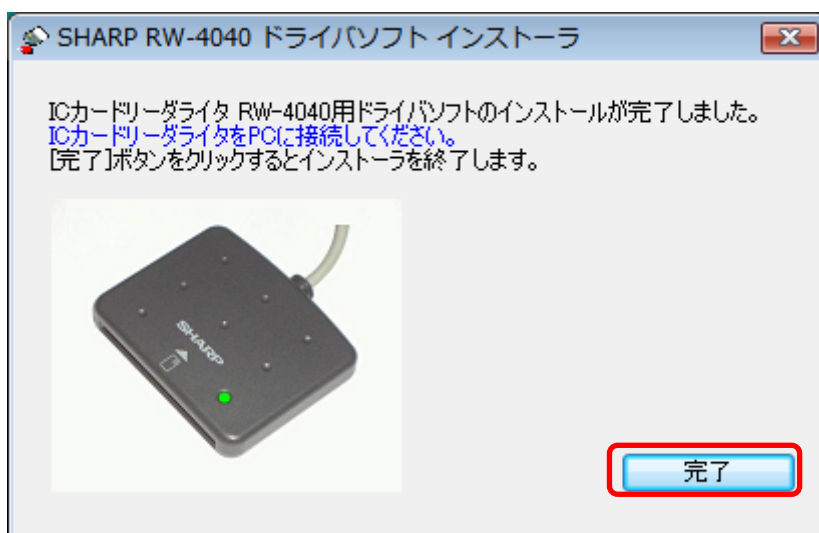 SHARP RW-4040 ドライバソフト インストーラ
ICカードリーダライタ RW-4040用ドライバソフトのインストールが完了しました。
ICカードリーダライタをPCに接続してください。
[完了]ボタンをクリックするとインストーラを終了します。
SHARP
完了